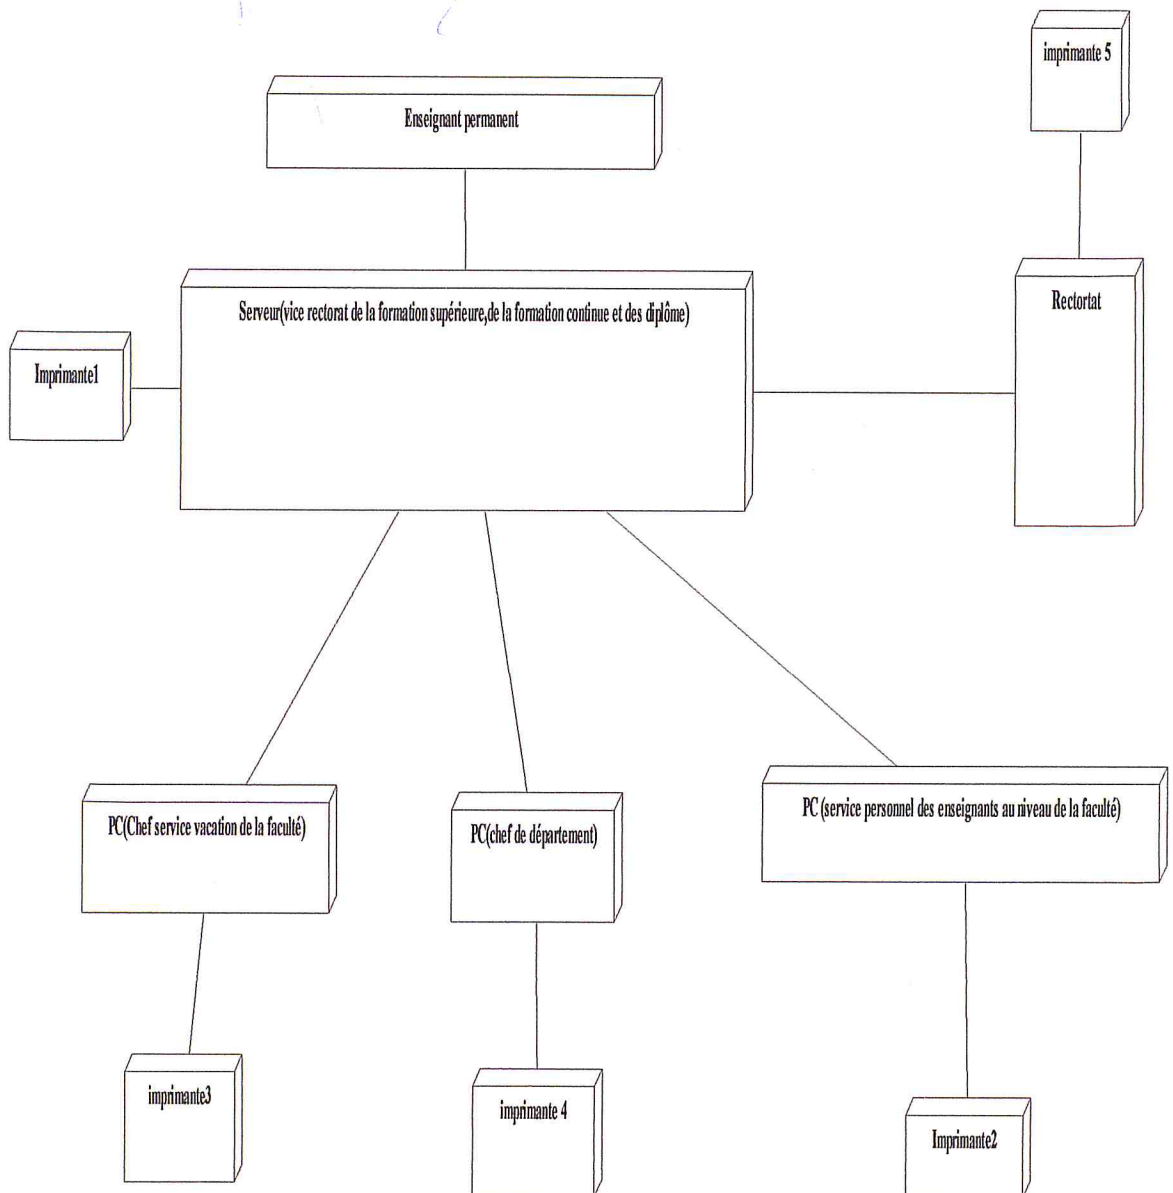 imprimante 5
Enseignant permanent
Serveur(vice rectorat de la formation supérieure,de la formation continue et des diplôme)
Rectortat
Imprimante1
PC(Chef service vacation de la faculté)
PC(chef de département)
PC (service personnel des enseignants au niveau de la faculté)
imprimante3
imprimante 4
Imprimante2